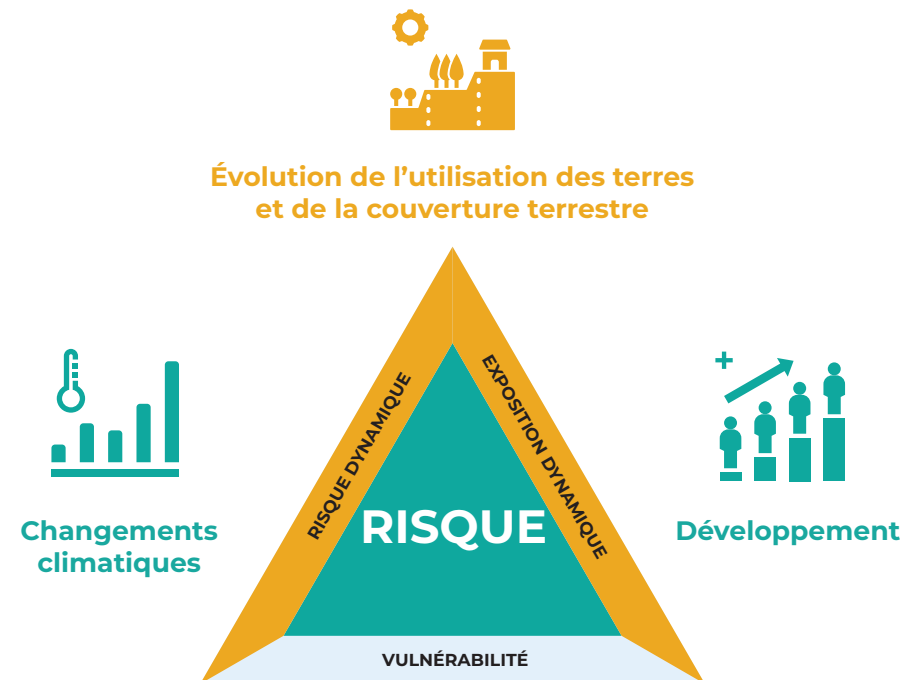 Évolution de l’utilisation des terres
et de la couverture terrestre
RISQUE DYNAMIQUE
EXPOSITION DYNAMIQUE
RISQUE
Changements
climatiques
Développement
VULNÉRABILITÉ